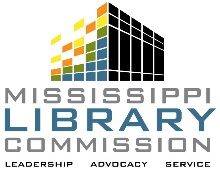 MISSISSIPPI
LIBRARY
COMMISSION
LEADERSHIP ADVOCACY SERVICE